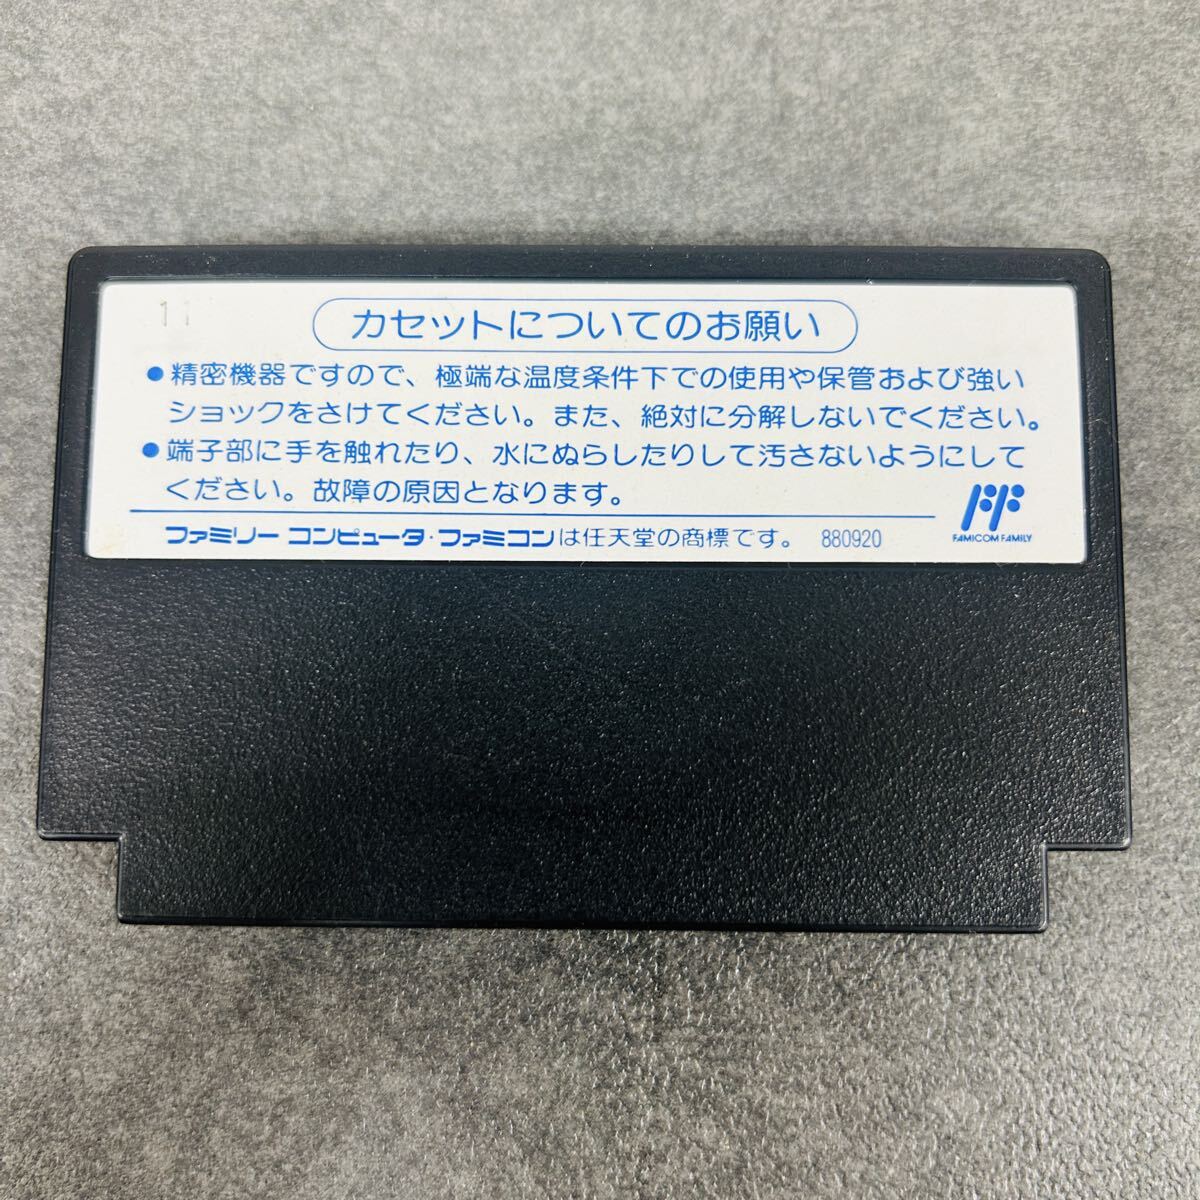 11
カセットについてのお願い
●精密機器ですので、極端な温度条件下での使用や保管および強い
ショックをさけてください。また、絶対に分解しないでください。
●端子部に手を触れたり、水にぬらしたりして汚さないようにして
ください。故障の原因となります。
FAMICOM FAMILY
ファミリー コンピュータ・ファミコンは任天堂の商標です。 880920